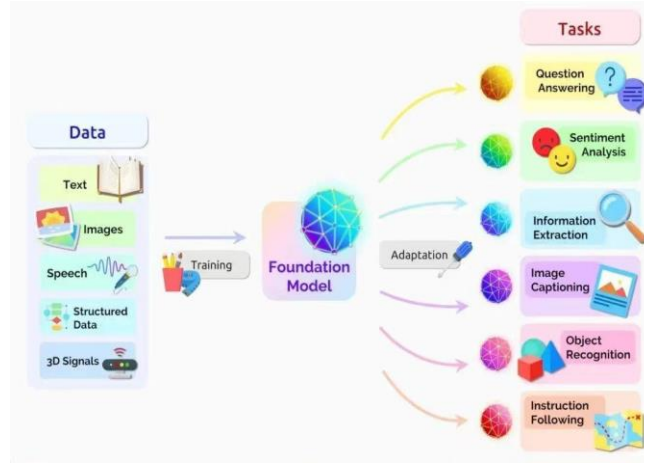 Tasks
Question
Answering
Data
Sentiment
Analysis
Text
Images
Information
Extraction
Training
Adaptation
Speech
Foundation
Model
Image
Captioning
Structured
Data
3D Signals
Object
Recognition
Instruction
Following